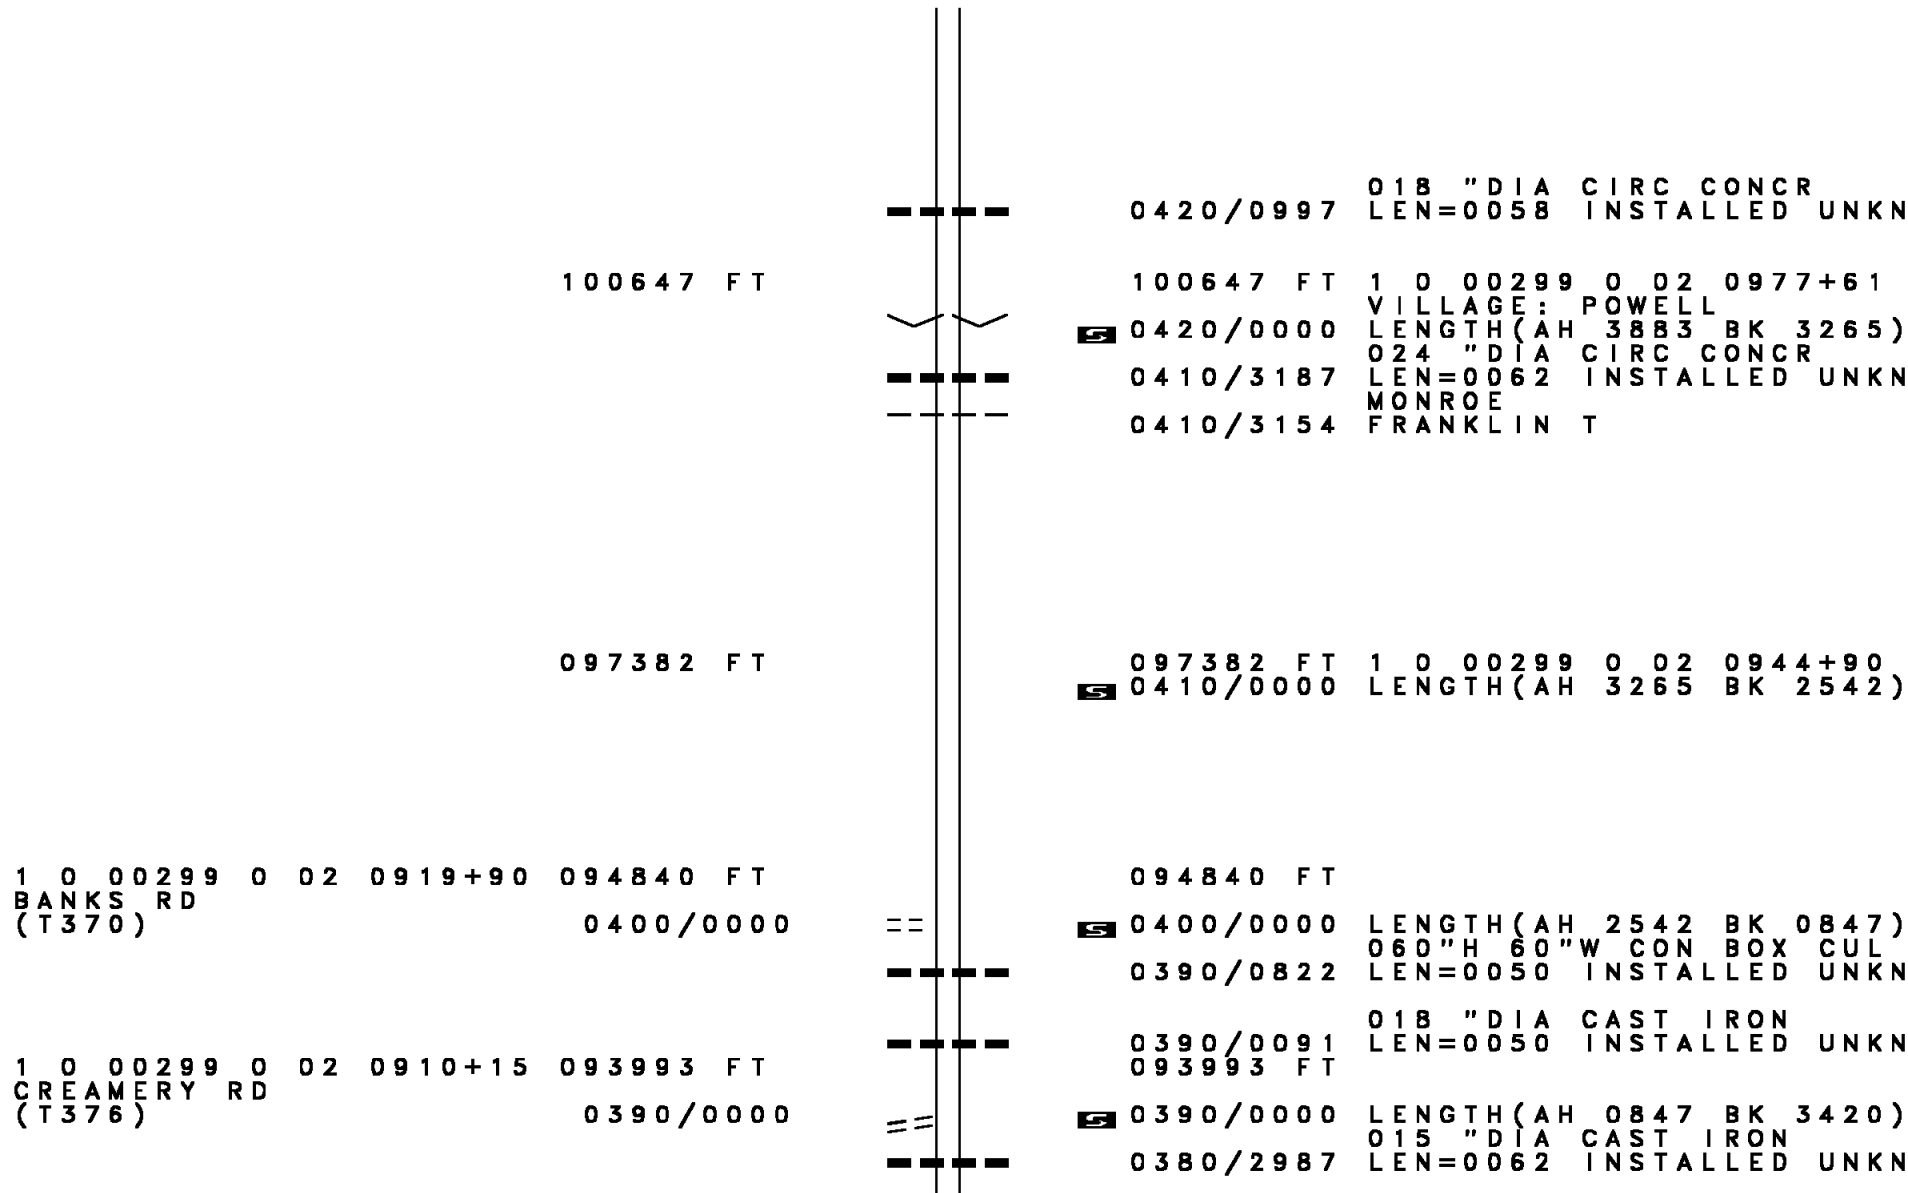 018 "DIA CIRC CONCR
0420/0997 LEN=0058 INSTALLED UNKN
100647 FT 100647 FT 1 0 00299 0 02 0977+61
VILLAGE: POWELL
S 0420/0000 LENGTH(AH 3883 BK 3265)
024 "DIA CIRC CONCR
0410/3187 LEN=0062 INSTALLED UNKN
MONROE
0410/3154 FRANKLIN T
097382 FT 097382 FT 1 0 00299 0 02 0944+90
S 0410/0000 LENGTH(AH 3265 BK 2542)
1 0 00299 0 02 0919+90 094840 FT 094840 FT
BANKS RD
(T370) 0400/0000 S 0400/0000 LENGTH(AH 2542 BK 0847)
060"H 60"W CON BOX CUL
0390/0822 LEN=0050 INSTALLED UNKN
018 "DIA CAST IRON
0390/0091 LEN=0050 INSTALLED UNKN
1 0 00299 0 02 0910+15 093993 FT 093993 FT
CREAMERY RD
(T376) 0390/0000 S 0390/0000 LENGTH(AH 0847 BK 3420)
015 "DIA CAST IRON
0380/2987 LEN=0062 INSTALLED UNKN